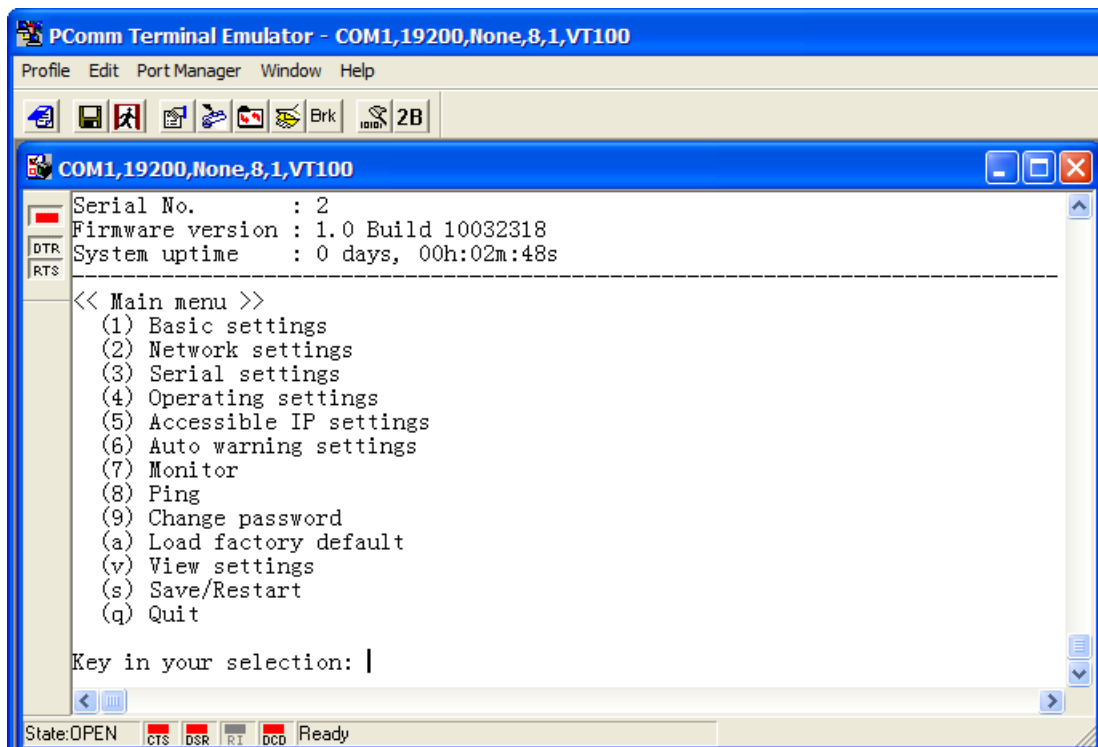 PComm Terminal Emulator - COM1,19200,None,8,1,VT100
Profile Edit Port Manager Window Help
Brk 2B
COM1,19200,None,8,1,VT100
Serial No. : 2
Firmware version : 1.0 Build 10032318
DTR System uptime : 0 days, 00h:02m:48s
RTS
--------------------------------------------------------------------------
<< Main menu >>
(1) Basic settings
(2) Network settings
(3) Serial settings
(4) Operating settings
(5) Accessible IP settings
(6) Auto warning settings
(7) Monitor
(8) Ping
(9) Change password
(a) Load factory default
(v) View settings
(s) Save/Restart
(q) Quit
Key in your selection:
State:OPEN CTS DSR RI DCD Ready